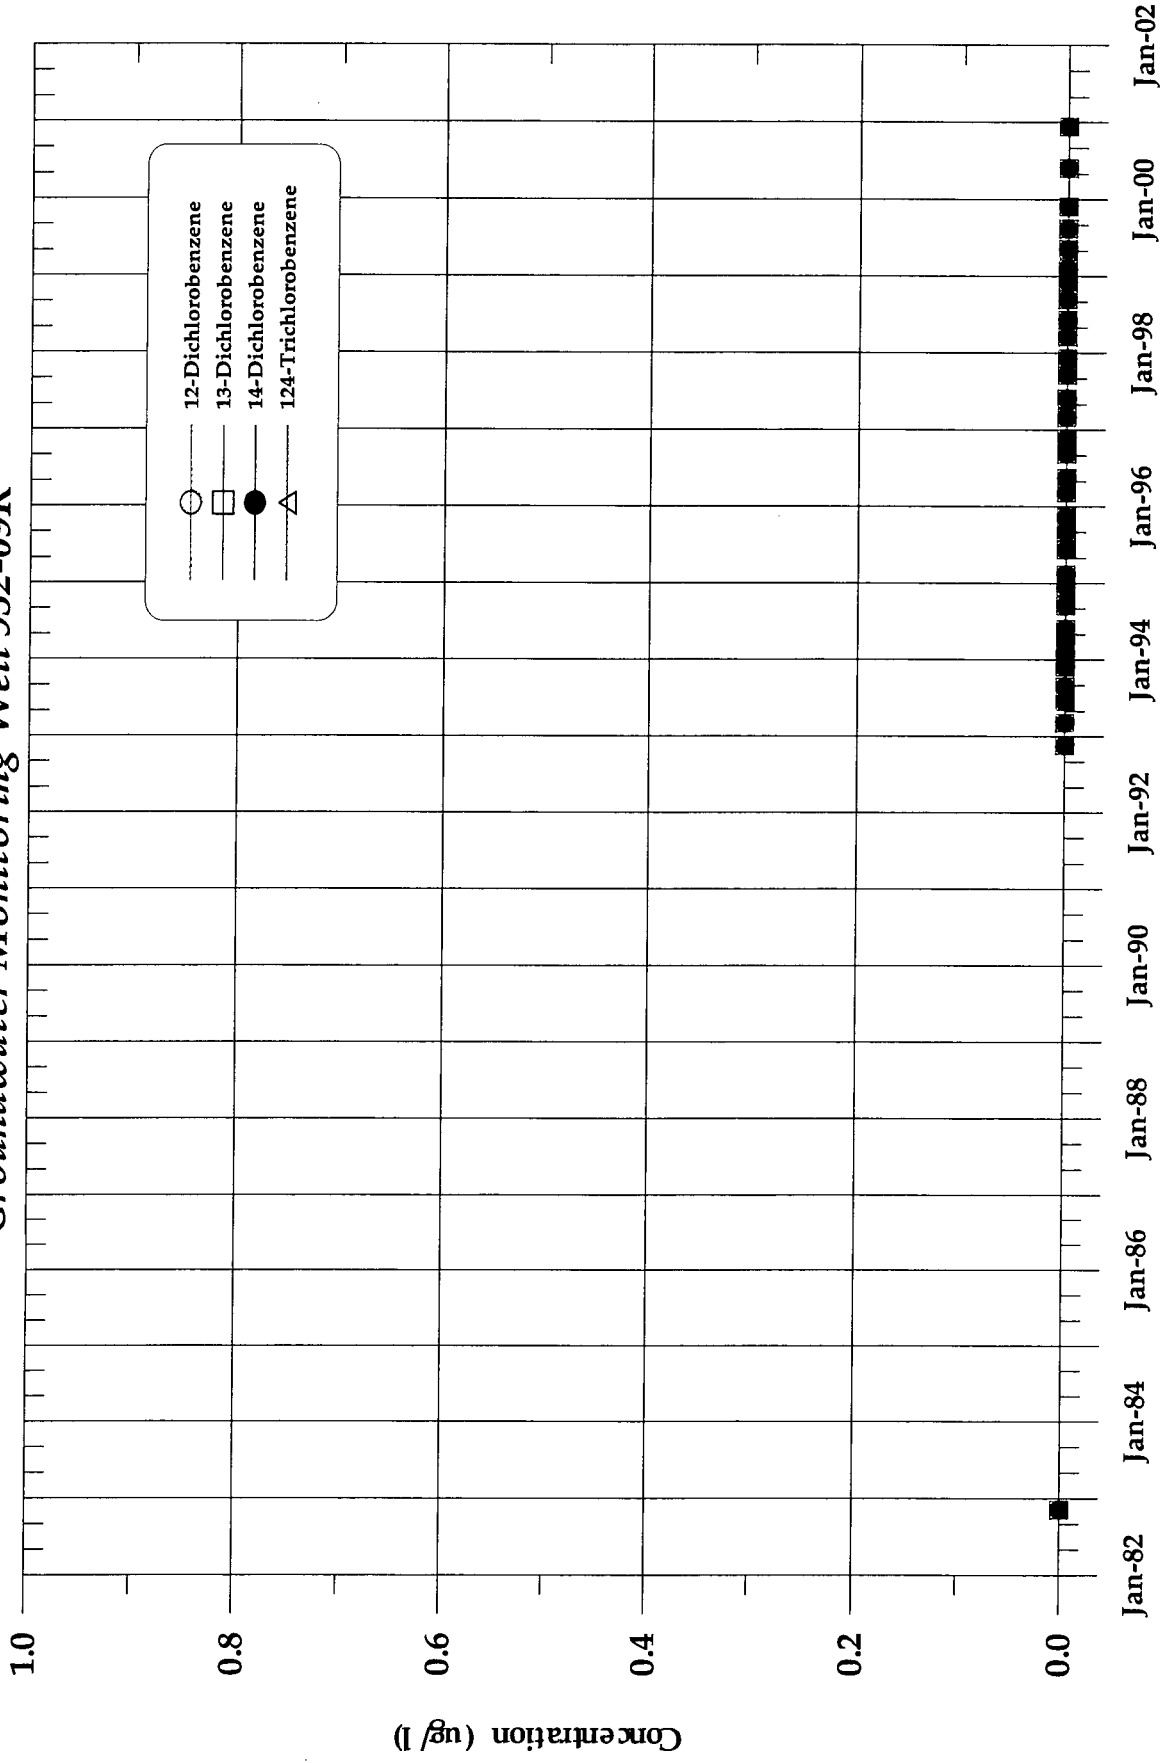 Groundwater Monitoring Well
1.0
0.8
0.6
0.4
0.2
0.0
Concentration (ug/l)
12-Dichlorobenzene
13-Dichlorobenzene
14-Dichlorobenzene
124-Trichlorobenzene
Jan-82
Jan-84
Jan-86
Jan-88
Jan-90
Jan-92
Jan-94
Jan-96
Jan-98
Jan-00
Jan-02